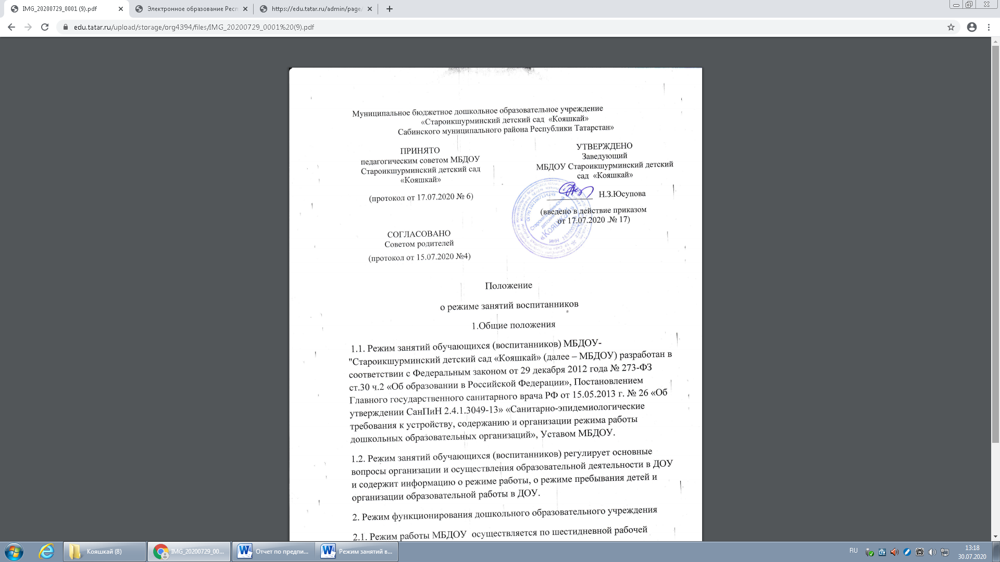 IMG_20200729_0001 (9).pdf
Электронное образование Респ
https://edu.tatar.ru/admin/page/
edu.tatar.ru/upload/storage/org4394/files/IMG_20200729_0001%20(9).pdf
Муниципальное бюджетное дошкольное образовательное учреждение
«Староикшурминский детский сад «Кояшкай»
Сабинского муниципального района Республики Татарстан»
ПРИНЯТО
педагогическим советом МБДОУ
Староикшурминский детский сад
«Кояшкай»
(протокол от 17.07.2020 № 6)
УТВЕРЖДЕНО
Заведующий
МБДОУ Староикшурминский детский
сад «Кояшкай»
Н.З.Юсупова
(введено в действие приказом
от 17.07.2020 .№ 17)
Староикшурминский
детский сад
«Кояшкай»
ИНН
СОГЛАСОВАНО
Советом родителей
(протокол от 15.07.2020 №4)
Положение
о режиме занятий воспитанников
1.Общие положения
1.1. Режим занятий обучающихся (воспитанников) МБДОУ-
"Староикшурминский детский сад «Кояшкай» (далее – МБДОУ) разработан в
соответствии с Федеральным законом от 29 декабря 2012 года № 273-ФЗ
ст.30 ч.2 «Об образовании в Российской Федерации», Постановлением
Главного государственного санитарного врача РФ от 15.05.2013 г. № 26 «Об
утверждении СанПиН 2.4.1.3049-13» «Санитарно-эпидемиологические
требования к устройству, содержанию и организации режима работы
дошкольных образовательных организаций», Уставом МБДОУ.
1.2. Режим занятий обучающихся (воспитанников) регулирует основные
вопросы организации и осуществления образовательной деятельности в ДОУ
и содержит информацию о режиме работы, о режиме пребывания детей и
организации образовательной работы в ДОУ.
2. Режим функционирования дошкольного образовательного учреждения
2.1. Режим работы МБДОУ осуществляется по шестидневной рабочей
Кояшкай (8)
IMG_20200729_00...
Отчет по предпи...
Режим занятий в...
RU
13:18
30.07.2020